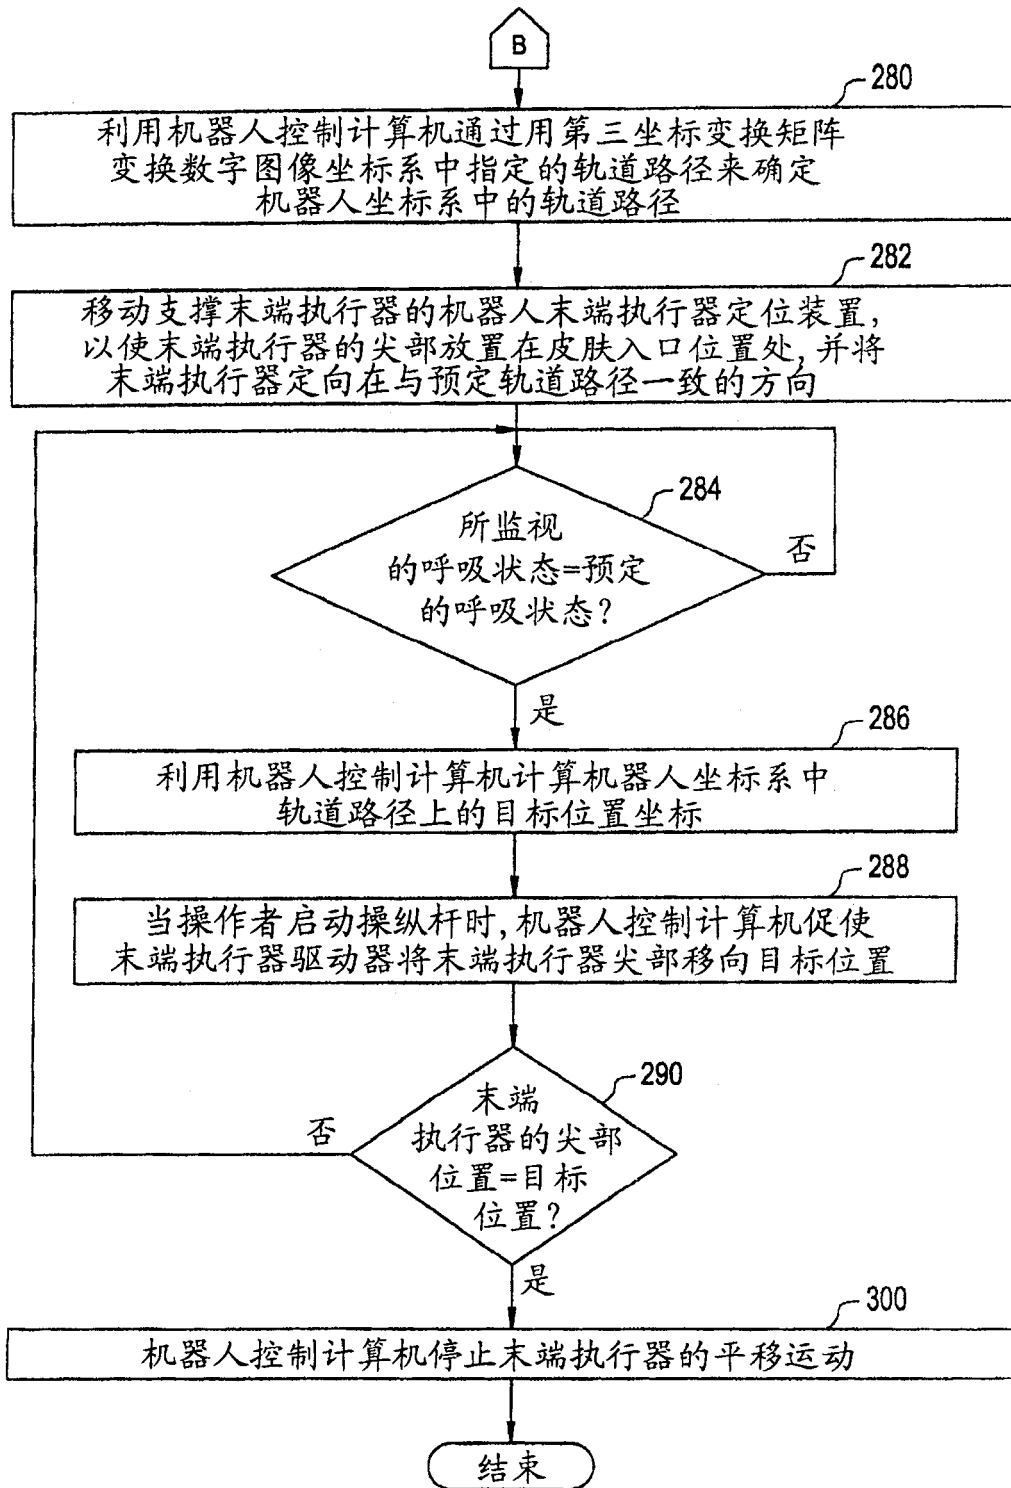 B
280
利用机器人控制计算机通过用第三坐标变换矩阵
变换数字图像坐标系中指定的轨道路径来确定
机器人坐标系中的轨道路径
282
移动支撑末端执行器的机器人末端执行器定位装置,
以使末端执行器的尖部放置在皮肤入口位置处,并将
末端执行器定向在与预定轨道路径一致的方向
284
所监视
的呼吸状态=预定
的呼吸状态?
否
是
286
利用机器人控制计算机计算机器人坐标系中
轨道路径上的目标位置坐标
288
当操作者启动操纵杆时,机器人控制计算机促使
末端执行器驱动器将末端执行器尖部移向目标位置
290
末端
执行器的尖部
位置=目标
位置?
否
是
300
机器人控制计算机停止末端执行器的平移运动
结束